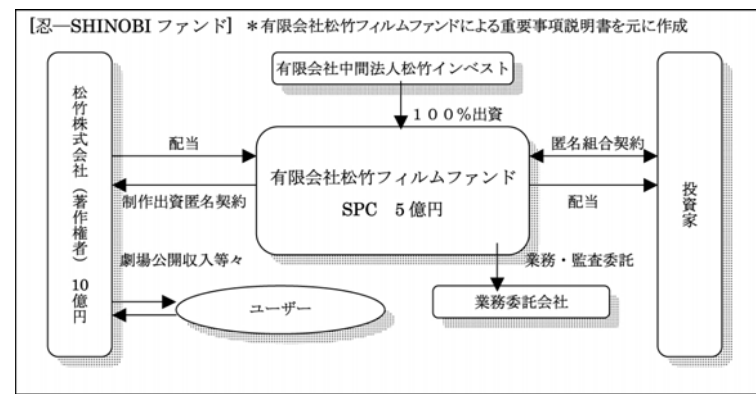 [忍―SHINOBI ファンド] ＊有限会社松竹フィルムファンドによる重要事項説明書を元に作成
有限会社中間法人松竹インベスト
１００％出資
松竹株式会社（著作権者） 10億円
配当
有限会社松竹フィルムファンド
SPC 5 億円
匿名組合契約
制作出資匿名契約
配当
投資家
劇場公開収入等々
業務・監査委託
ユーザー
業務委託会社